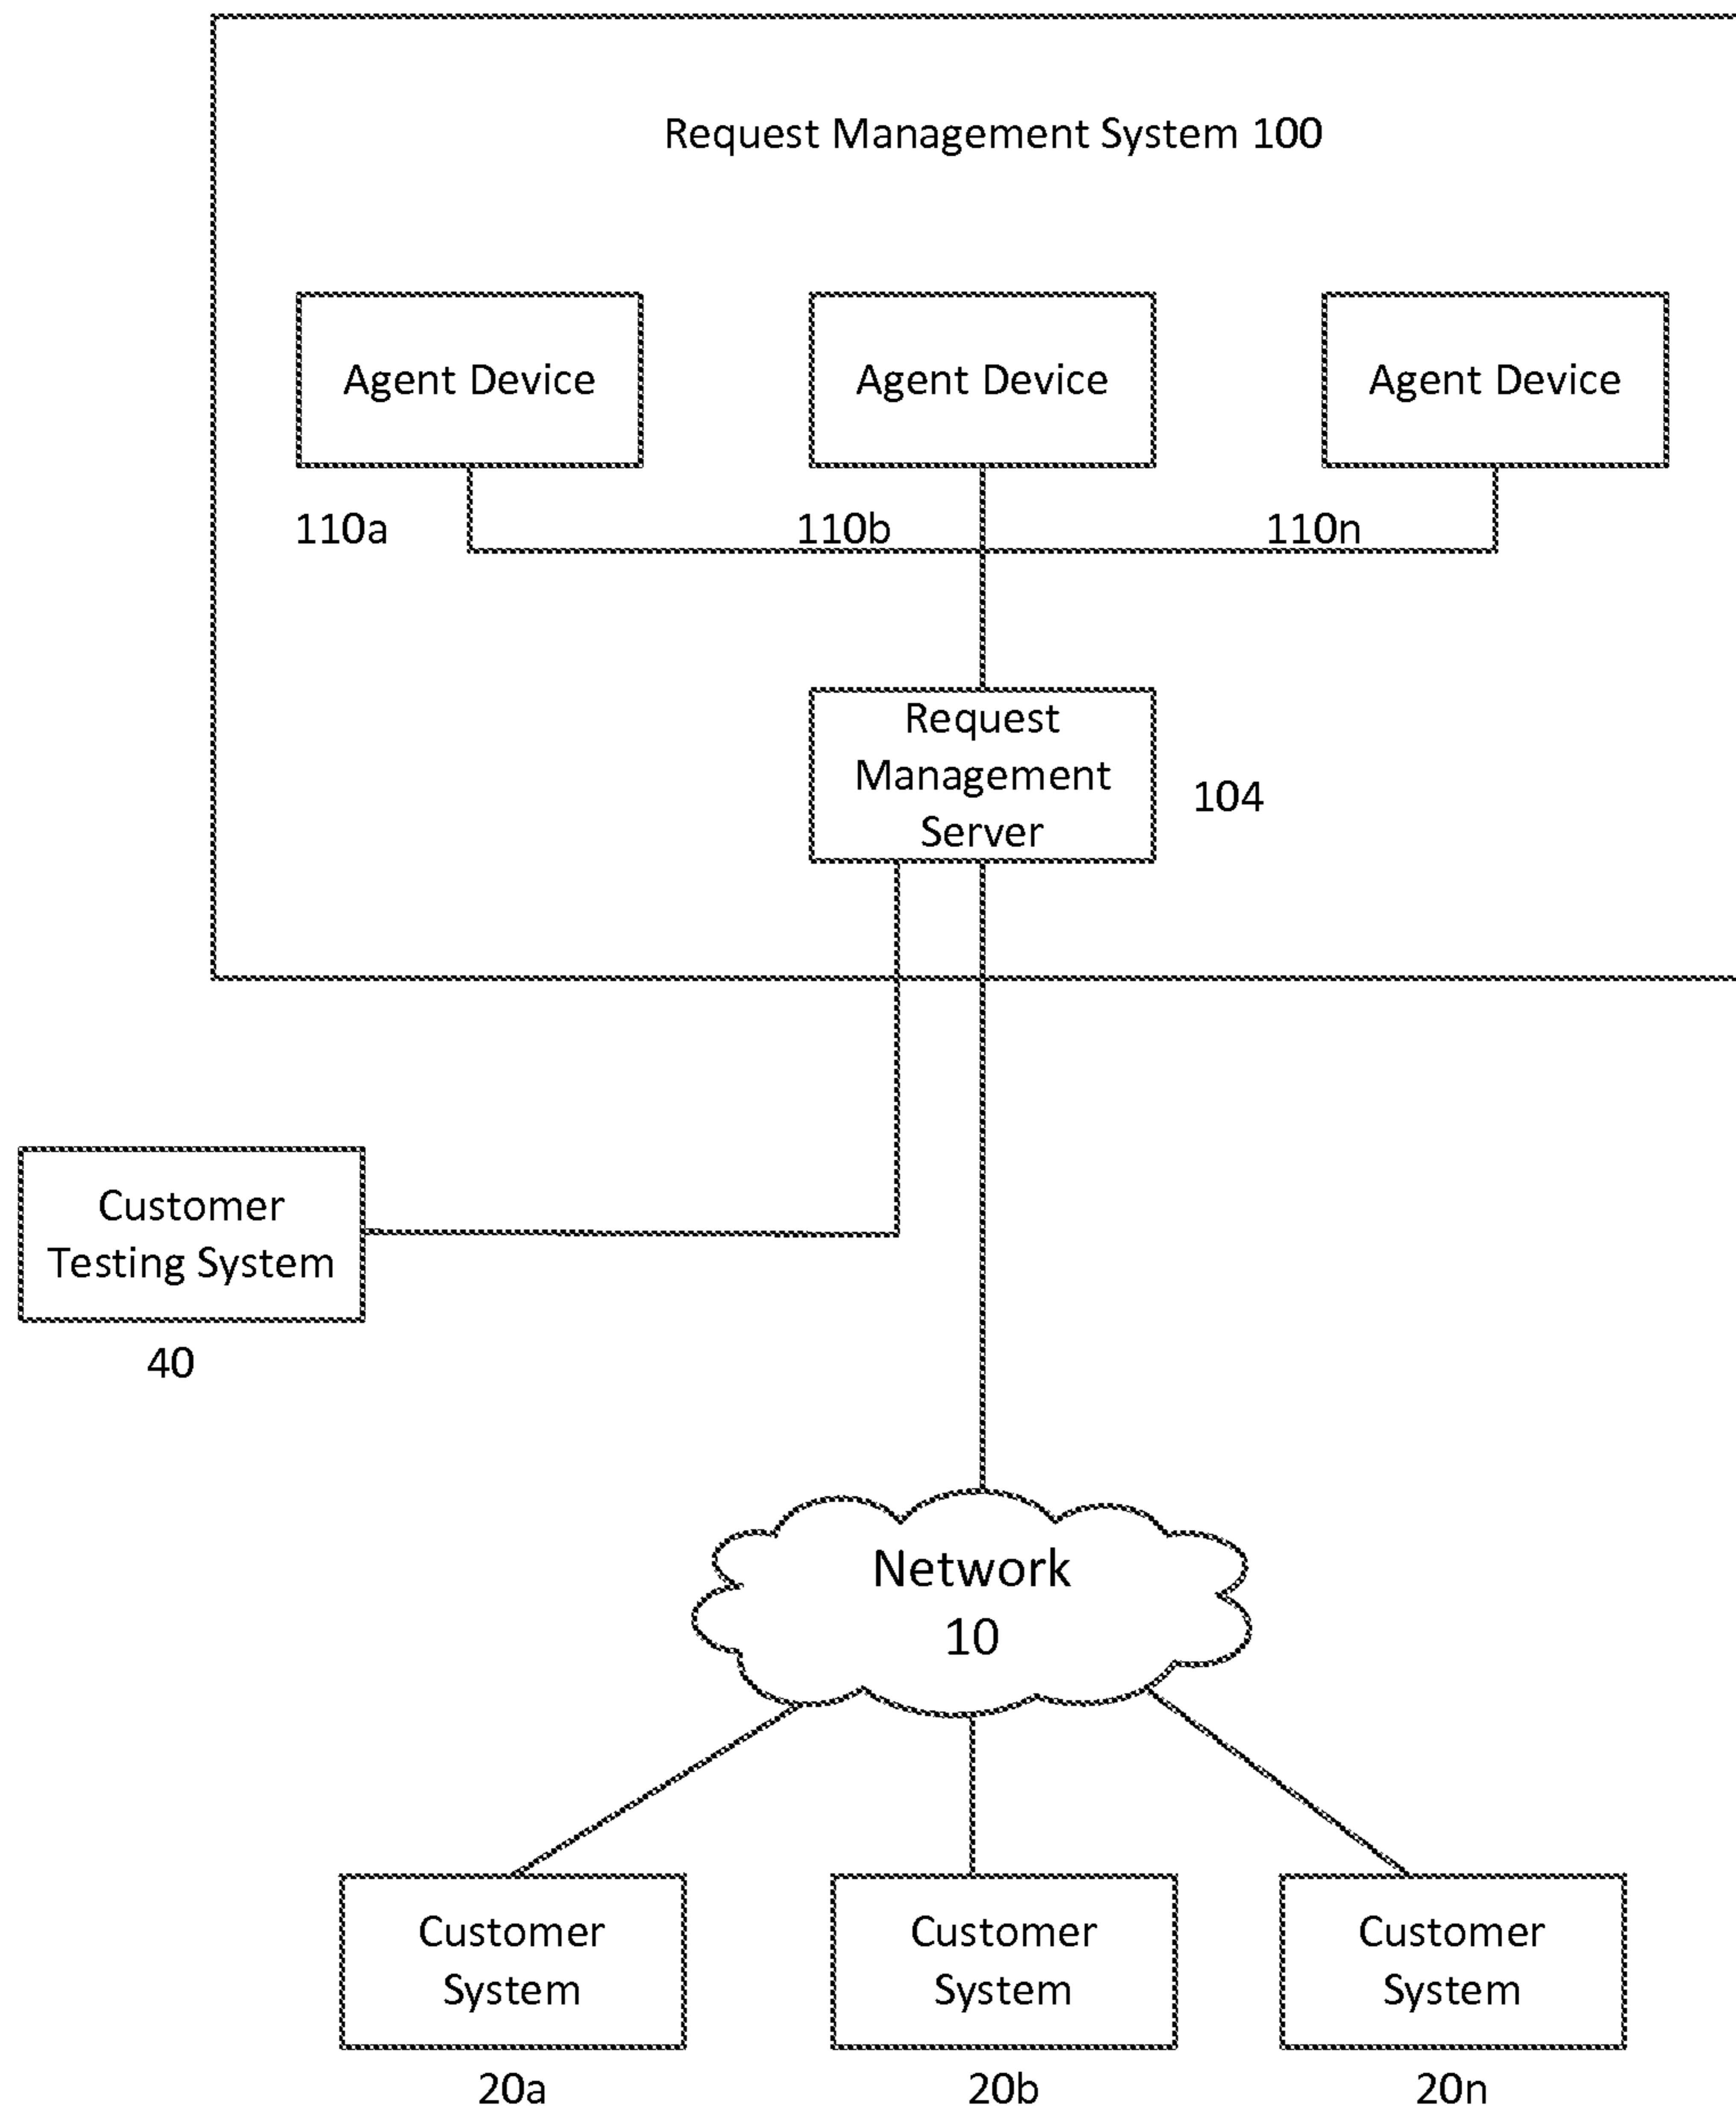 Request Management System 100
Agent Device
Agent Device
Agent Device
110a
110b
110n
Request
Management
Server
104
Customer
Testing System
40
Network
10
Customer
System
Customer
System
Customer
System
20a
20b
20n